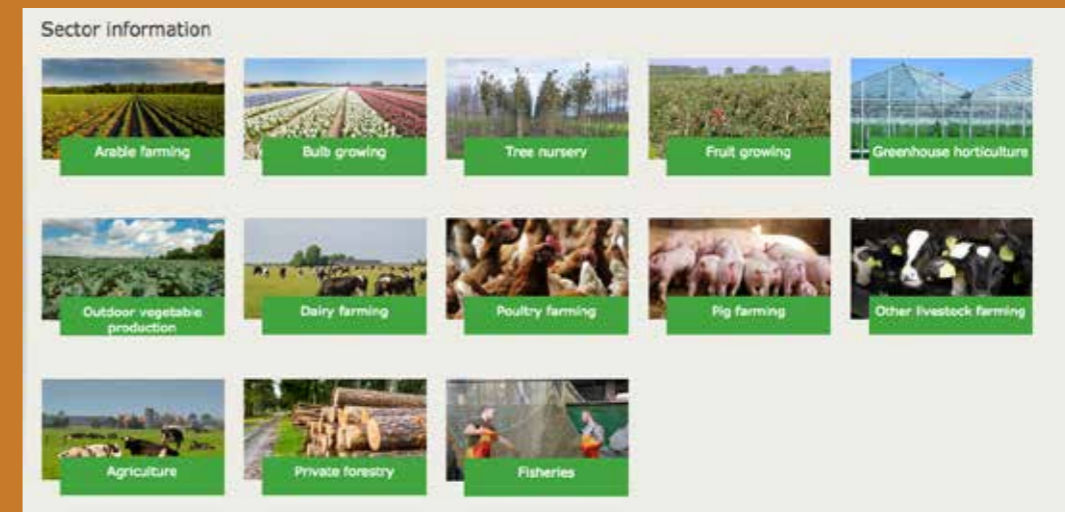 Sector information
Arable farming
Bulb growing
Tree nursery
Fruit growing
Greenhouse horticulture
Outdoor vegetable
production
Dairy farming
Poultry farming
Pig farming
Other livestock farming
Agriculture
Private forestry
Fisheries